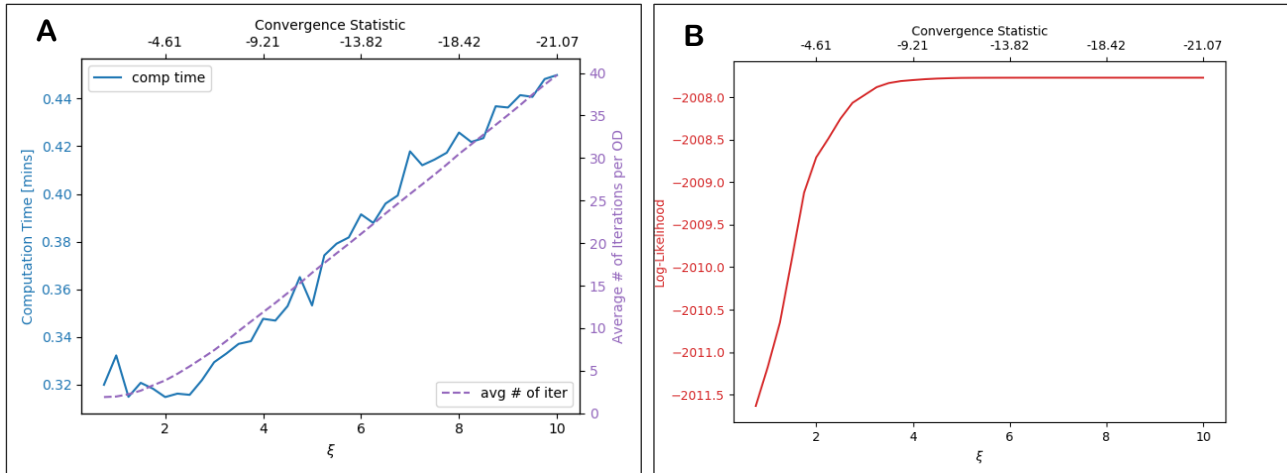 A
Convergence Statistic
-4.61 -9.21 -13.82 -18.42 -21.07
comp time
Computation Time [mins]
0.44
0.42
0.40
0.38
0.36
0.34
0.32
Average # of Iterations per OD
40
35
30
25
20
15
10
5
0
avg # of iter
2 4 6 8 10
ξ
B
Convergence Statistic
-4.61 -9.21 -13.82 -18.42 -21.07
Log-Likelihood
−2008.0
−2008.5
−2009.0
−2009.5
−2010.0
−2010.5
−2011.0
−2011.5
2 4 6 8 10
ξ